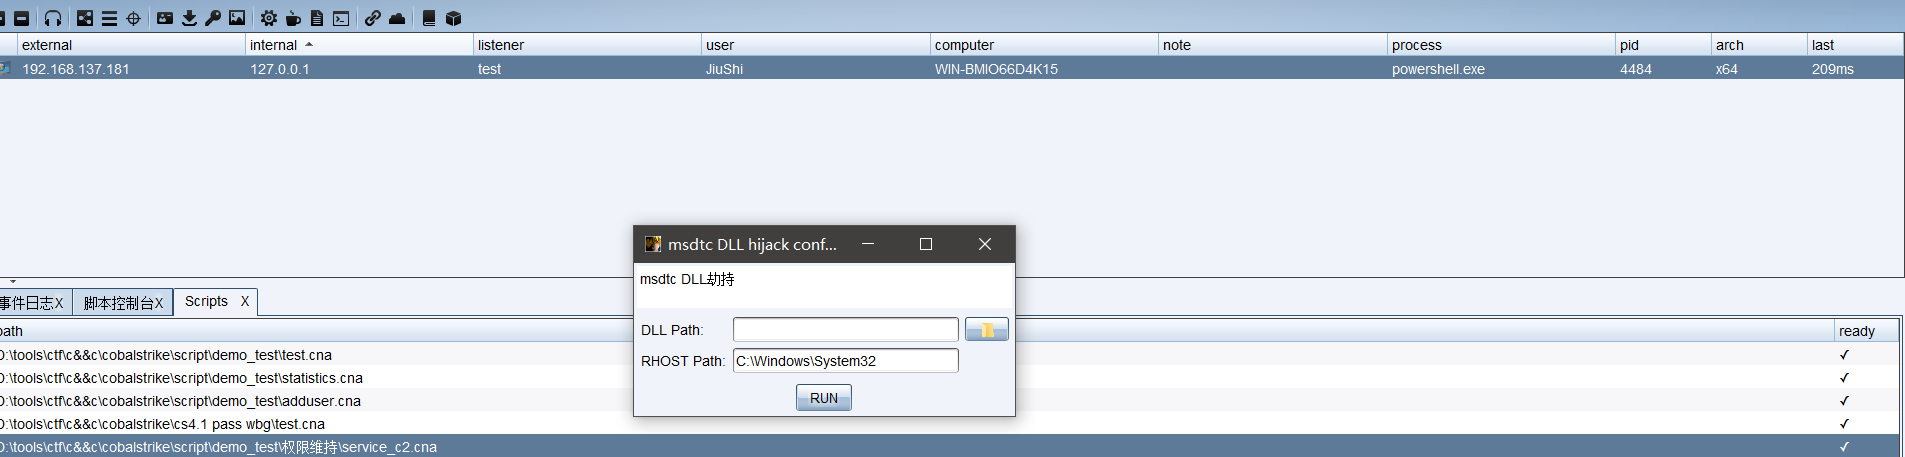 external internal listener user computer note process pid arch last
192.168.137.181 127.0.0.1 test JiuShi WIN-BMIO66D4K15 powershell.exe 4484 x64 209ms
msdtc DLL hijack conf...
msdtc DLL劫持
DLL Path:
RHOST Path: C:\Windows\System32
RUN
事件日志X 脚本控制台X Scripts X
path ready
D:\tools\ctf\c&&c\cobalstrike\script\demo_test\test.cna ✓
D:\tools\ctf\c&&c\cobalstrike\script\demo_test\statistics.cna ✓
D:\tools\ctf\c&&c\cobalstrike\script\demo_test\adduser.cna ✓
D:\tools\ctf\c&&c\cobalstrike\cs4.1 pass wbg\test.cna ✓
D:\tools\ctf\c&&c\cobalstrike\script\demo_test\权限维持\service_c2.cna ✓